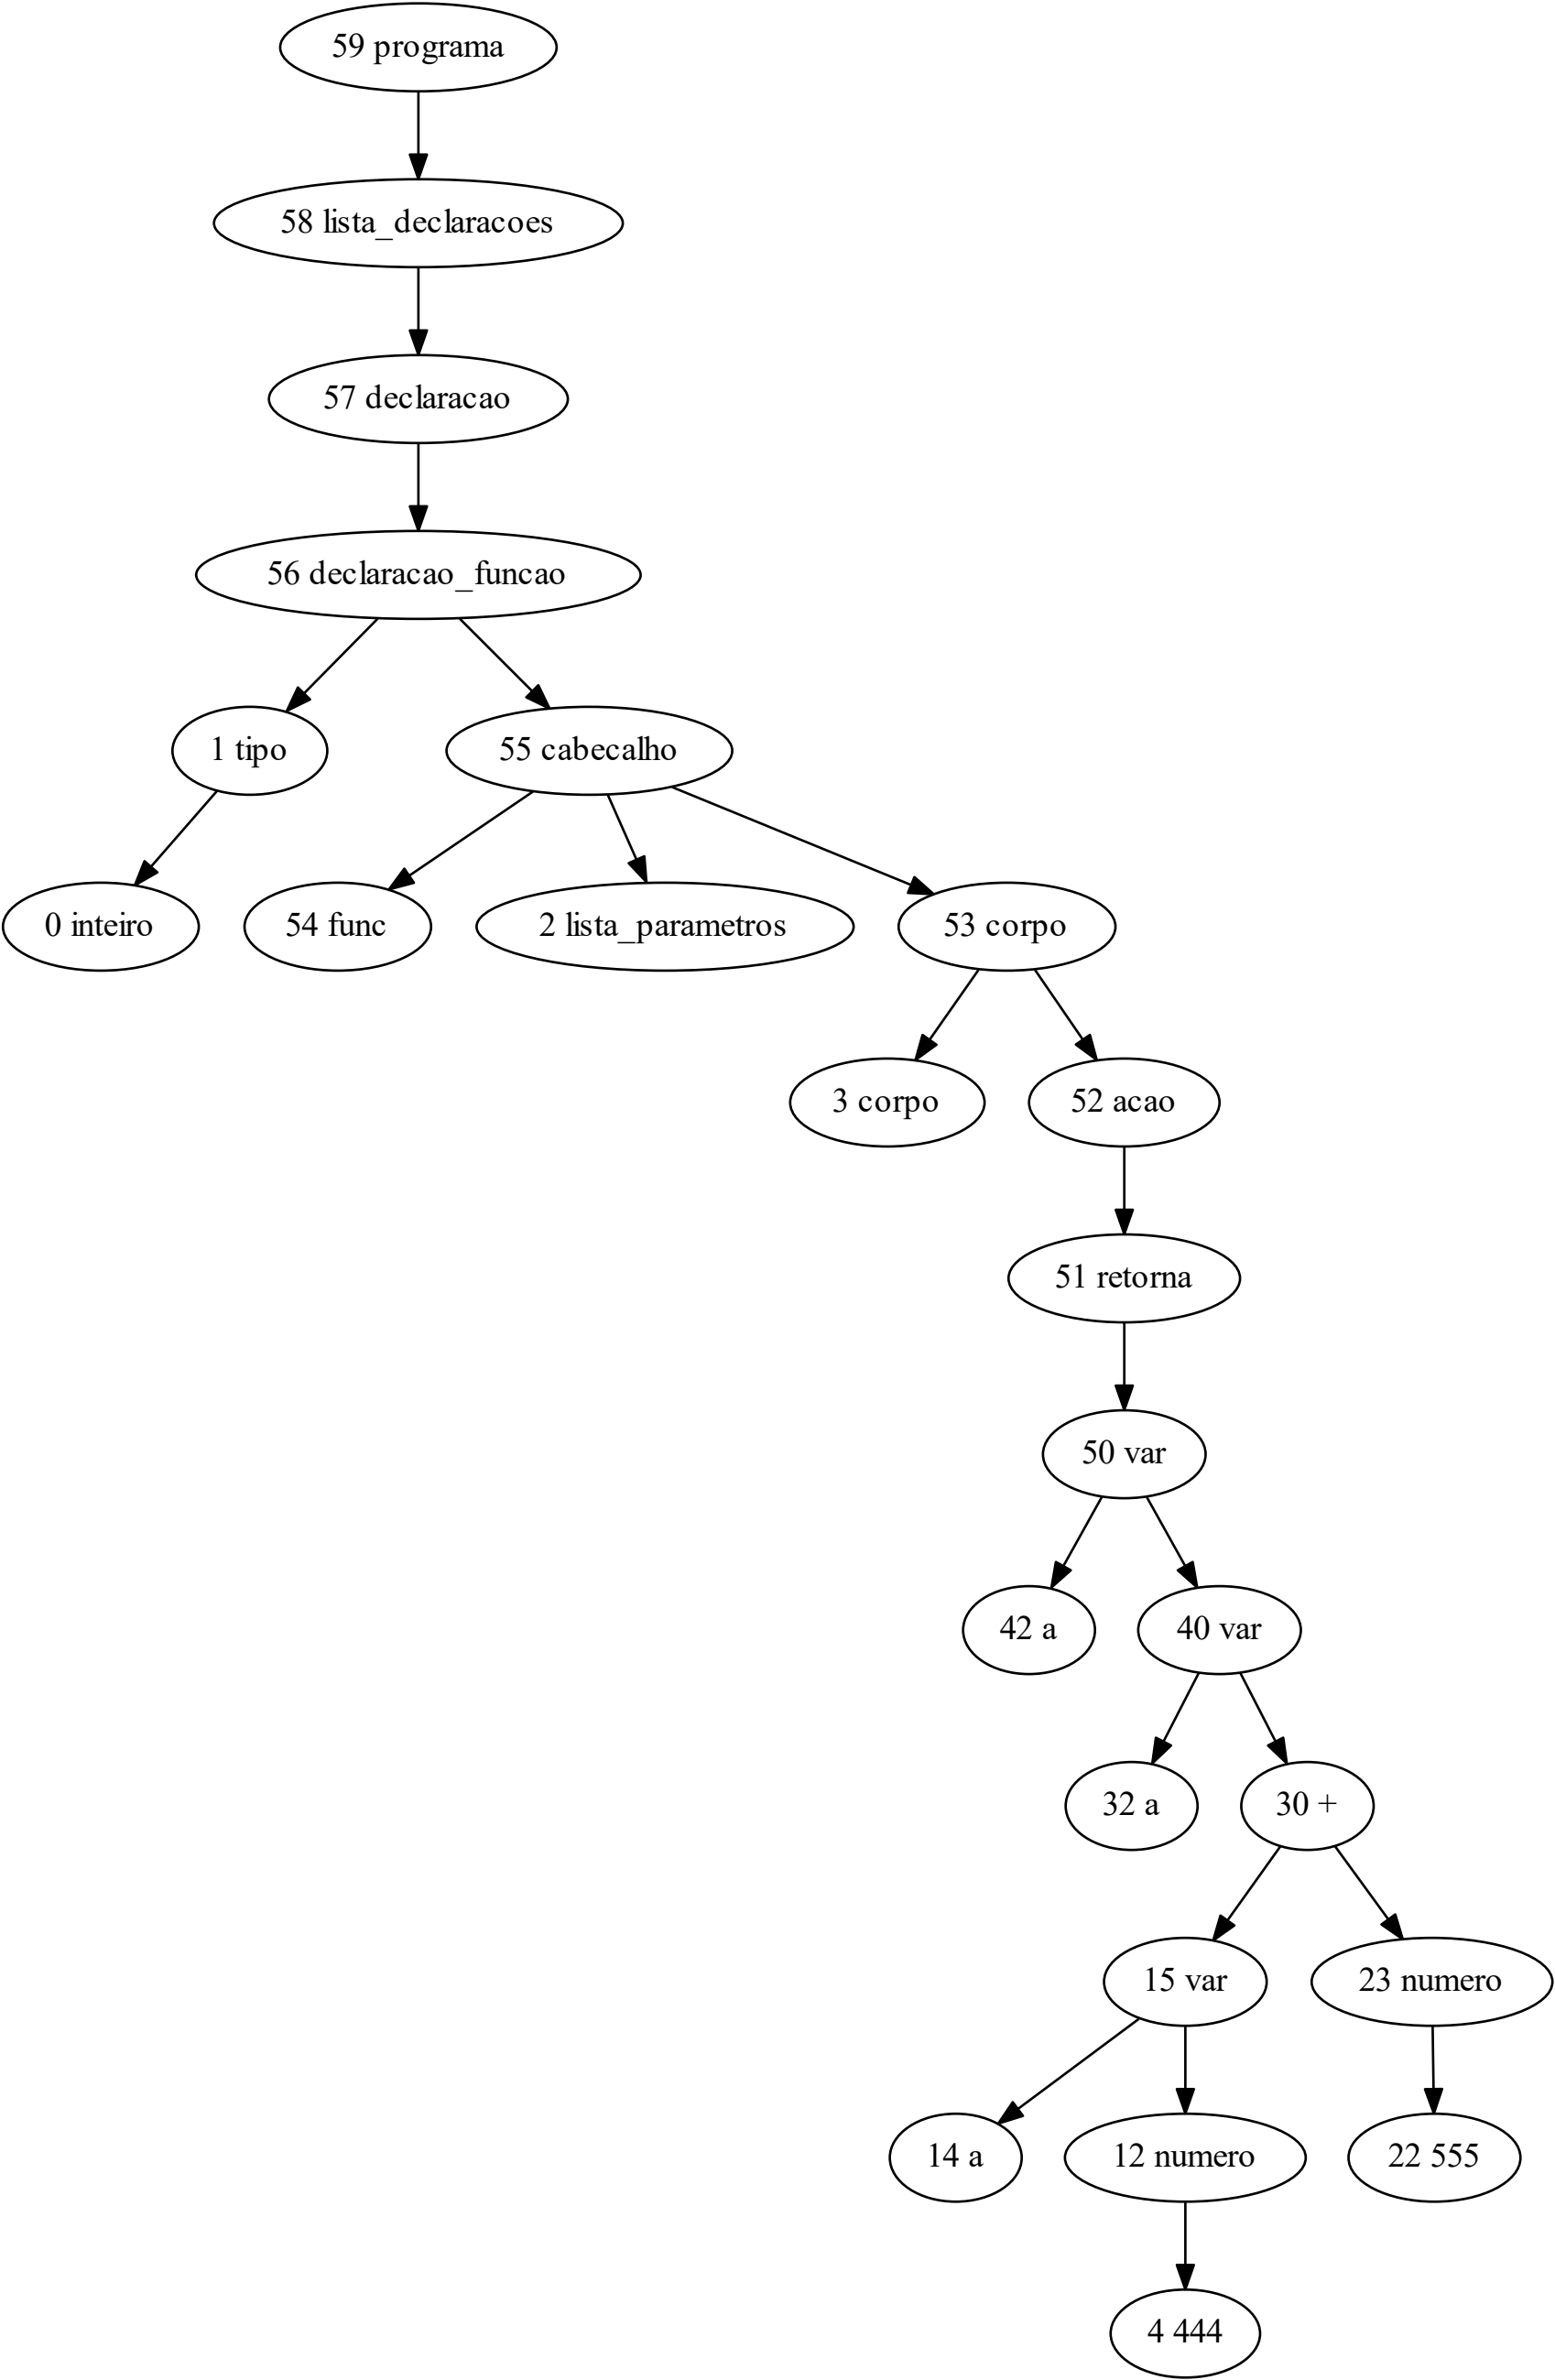 59 programa
58 lista_declaracoes
57 declaracao
56 declaracao_funcao
1 tipo
55 cabecalho
0 inteiro
54 func
2 lista_parametros
53 corpo
3 corpo
52 acao
51 retorna
50 var
42 a
40 var
32 a
30 +
15 var
23 numero
14 a
12 numero
22 555
4 444